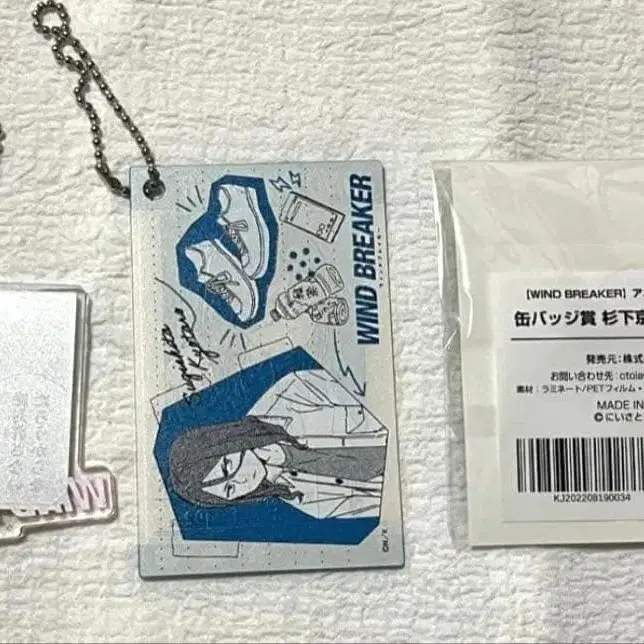 WIND BREAKER
ウィンドブレイカー
Sugishita
Kyotaro
【WIND BREAKER】ア
缶バッジ賞 杉下京
発売元:株式
お問い合わせ先:otola
素材:ラミネート/PETフィルム・
MADE IN
©にいさと
KJ202208190034